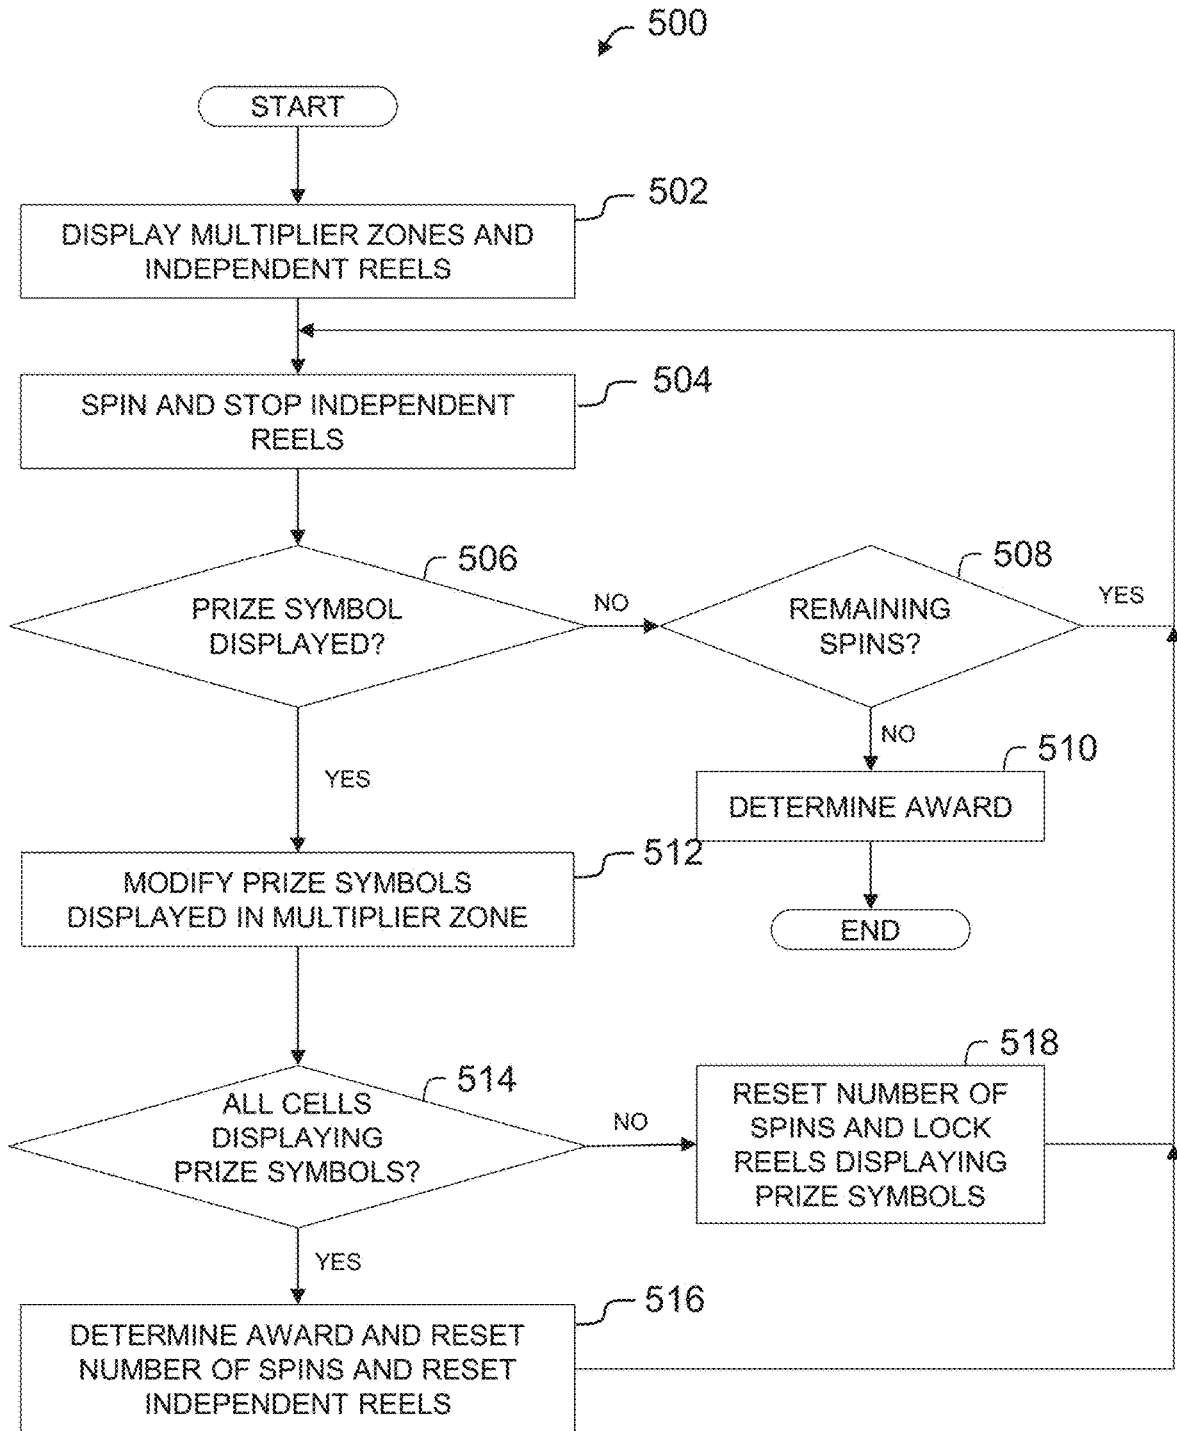 500
START
502
DISPLAY MULTIPLIER ZONES AND
INDEPENDENT REELS
504
SPIN AND STOP INDEPENDENT
REELS
506
PRIZE SYMBOL
DISPLAYED?
NO
508
REMAINING
SPINS?
YES
NO
510
DETERMINE AWARD
END
YES
512
MODIFY PRIZE SYMBOLS
DISPLAYED IN MULTIPLIER ZONE
514
ALL CELLS
DISPLAYING
PRIZE SYMBOLS?
NO
518
RESET NUMBER OF
SPINS AND LOCK
REELS DISPLAYING
PRIZE SYMBOLS
YES
516
DETERMINE AWARD AND RESET
NUMBER OF SPINS AND RESET
INDEPENDENT REELS